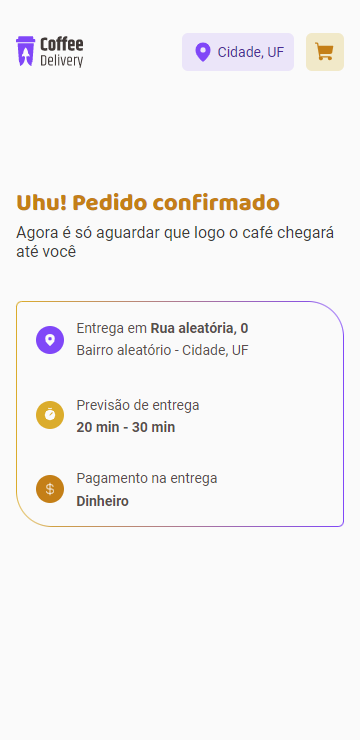 Coffee
Delivery
Cidade, UF
Uhu! Pedido confirmado
Agora é só aguardar que logo o café chegará
até você
Entrega em Rua aleatória, 0
Bairro aleatório - Cidade, UF
Previsão de entrega
20 min - 30 min
Pagamento na entrega
Dinheiro